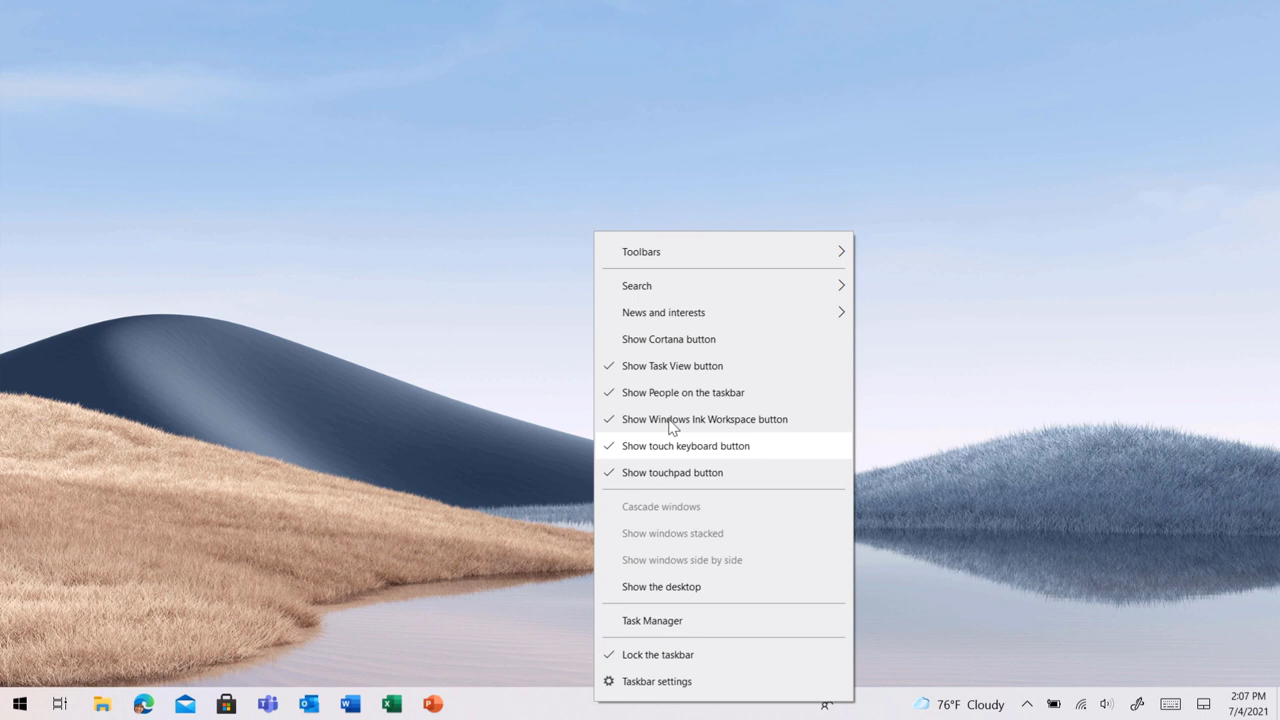 Toolbars
Search
News and interests
Show Cortana button
Show Task View button
Show People on the taskbar
Show Windows Ink Workspace button
Show touch keyboard button
Show touchpad button
Cascade windows
Show windows stacked
Show windows side by side
Show the desktop
Task Manager
Lock the taskbar
Taskbar settings
76°F Cloudy
2:07 PM
7/4/2021